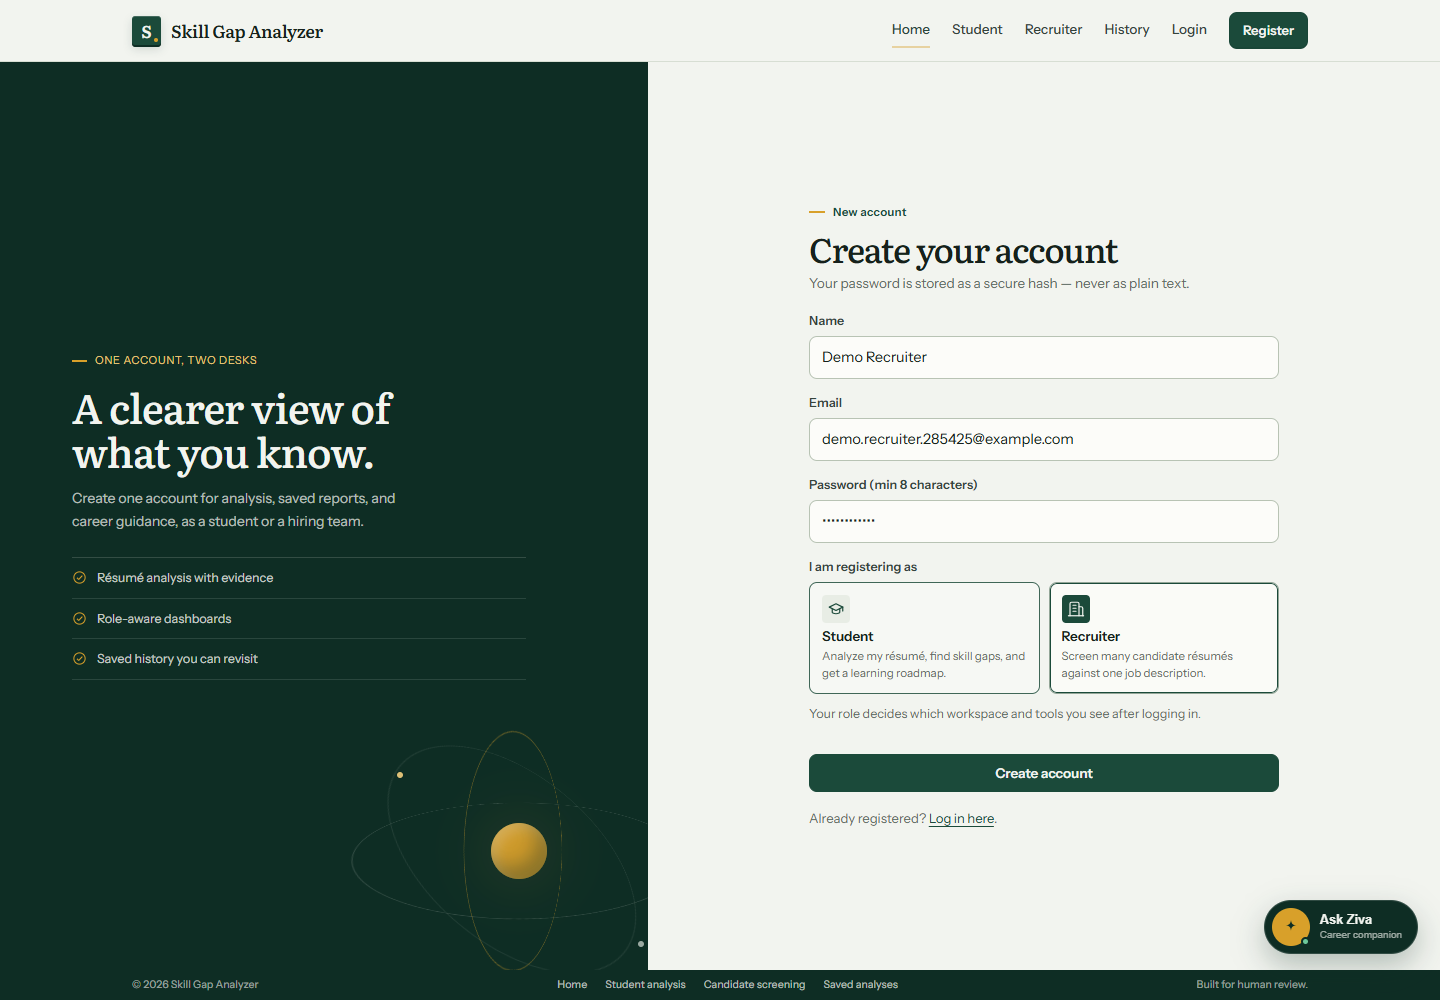 S.
Skill Gap Analyzer
Home
Student
Recruiter
History
Login
Register
ONE ACCOUNT, TWO DESKS
A clearer view of
what you know.
Create one account for analysis, saved reports, and
career guidance, as a student or a hiring team.
Résumé analysis with evidence
Role-aware dashboards
Saved history you can revisit
New account
Create your account
Your password is stored as a secure hash — never as plain text.
Name
Demo Recruiter
Email
demo.recruiter.285425@example.com
Password (min 8 characters)
••••••••••••
I am registering as
Student
Analyze my résumé, find skill gaps, and
get a learning roadmap.
Recruiter
Screen many candidate résumés
against one job description.
Your role decides which workspace and tools you see after logging in.
Create account
Already registered? Log in here.
Ask Ziva
Career companion
© 2026 Skill Gap Analyzer
Home
Student analysis
Candidate screening
Saved analyses
Built for human review.